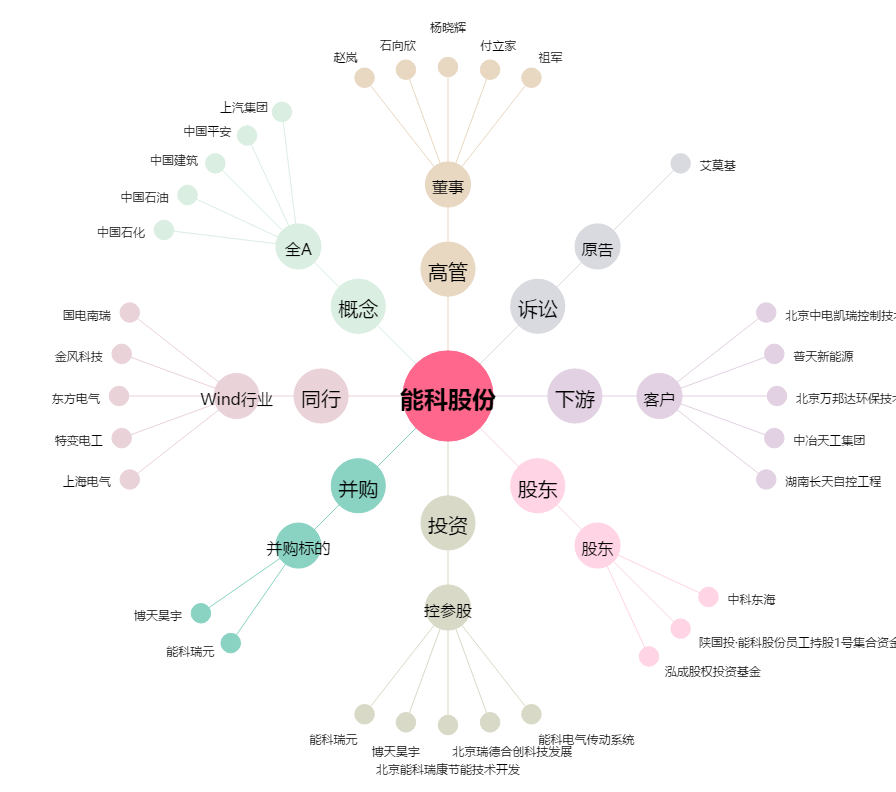 杨晓辉
石向欣
付立家
赵岚
祖军
上汽集团
中国平安
中国建筑
中国石油
中国石化
艾莫基
董事
全A
原告
高管
概念
诉讼
国电南瑞
金风科技
东方电气
特变电工
上海电气
Wind行业
同行
能科股份
下游
客户
北京中电凯瑞控制技
普天新能源
北京万邦达环保技
中冶天工集团
湖南长天自控工程
并购
投资
股东
并购标的
股东
控参股
博天昊宇
能科瑞元
中科东海
陕国投·能科股份员工持股1号集合资金
泓成股权投资基金
能科瑞元
博天昊宇
北京能科瑞康节能技术开发
北京瑞德合创科技发展
能科电气传动系统